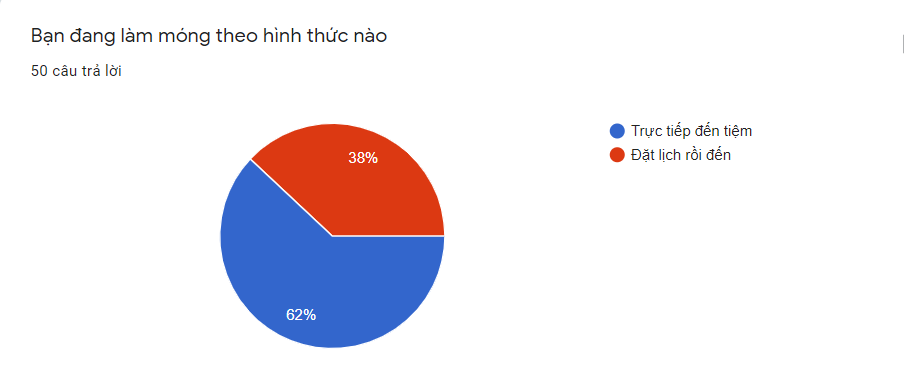 Bạn đang làm móng theo hình thức nào
50 câu trả lời
Trực tiếp đến tiệm
Đặt lịch rồi đến
38%
62%